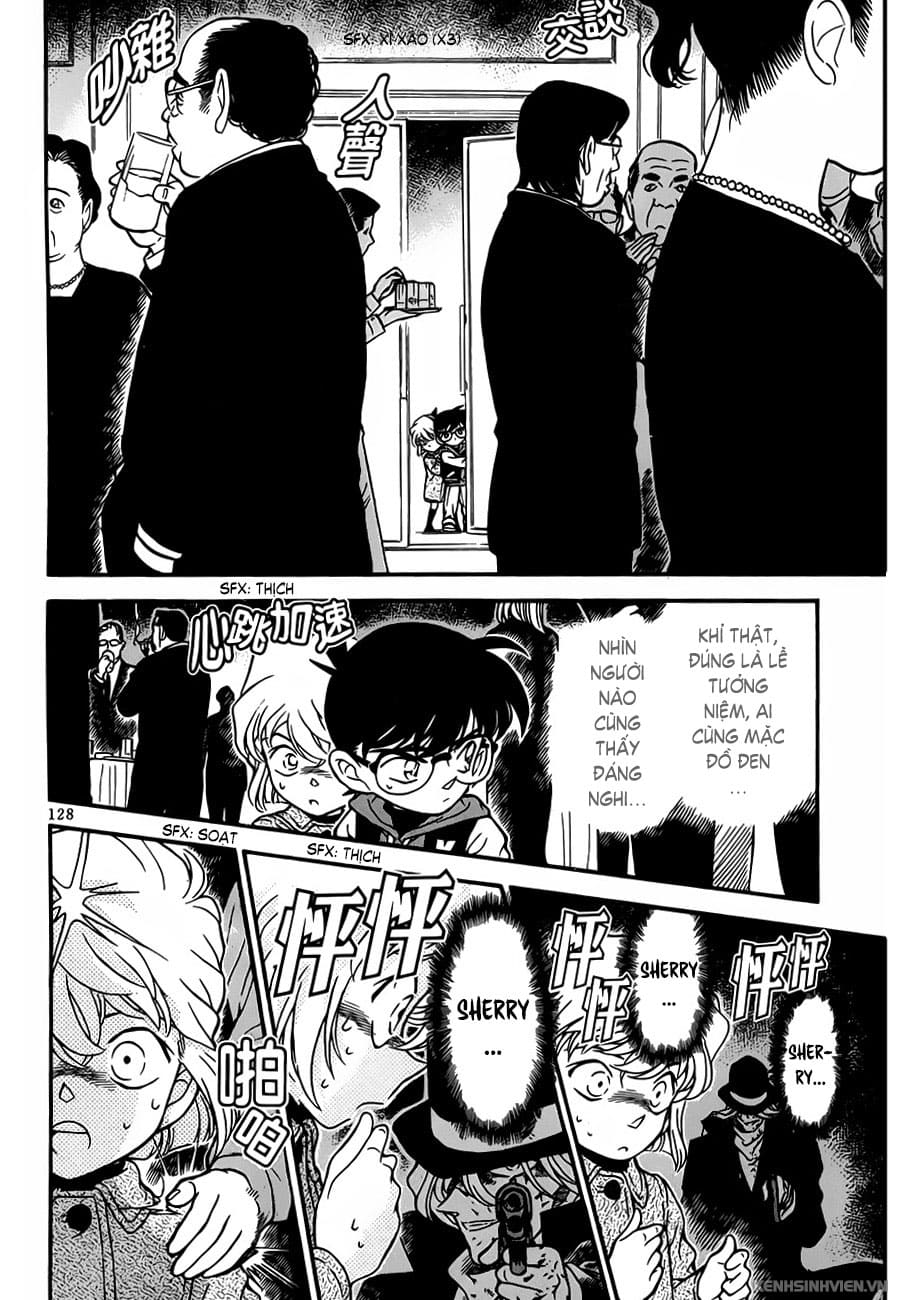 吵雜
SFX: XÌ XÀO (X3)
交談
人聲
SFX: THỊCH
心跳加速
KHỈ THẬT,
ĐÚNG LÀ LỄ
TƯỞNG
NIỆM, AI
CŨNG MẶC
ĐỒ ĐEN
...
NHÌN
NGƯỜI
NÀO
CŨNG
THẤY
ĐÁNG
NGHI...
128
SFX: SOẠT
SFX: THỊCH
怦怦
SHER-
RY...
怦怦
SHERRY
...
怦怦
SHERRY
...
啪
啪
KENHSINHVIEN.VN